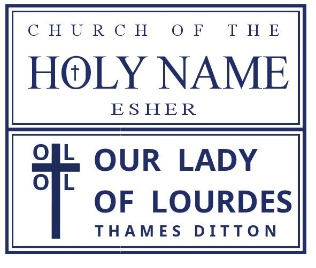 CHURCH OF THE
HOLY NAME
ESHER
OL
OL
OUR LADY
OF LOURDES
THAMES DITTON